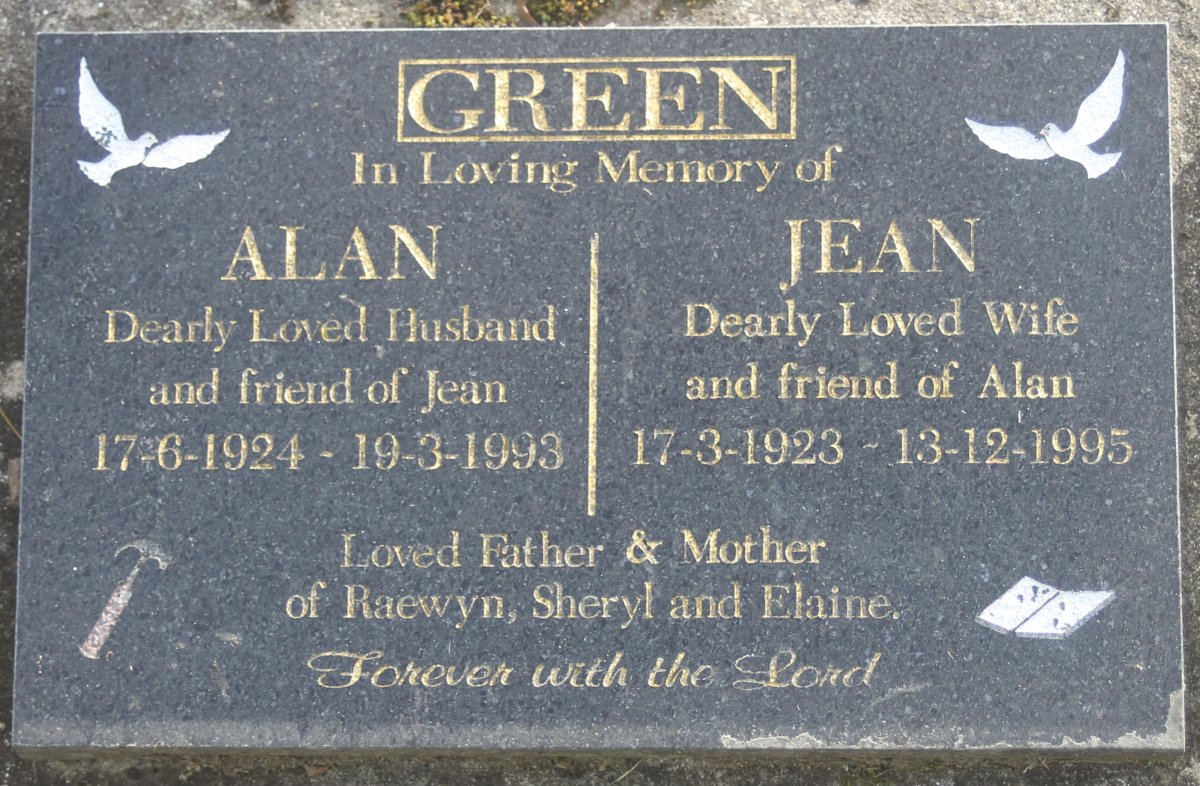 GREEN
In Loving Memory of
ALAN
Dearly Loved Husband
and friend of Jean
17-6-1924 - 19-3-1993
JEAN
Dearly Loved Wife
and friend of Alan
17-3-1923 - 13-12-1995
Loved Father & Mother
of Raewyn, Sheryl and Elaine.
Forever with the Lord